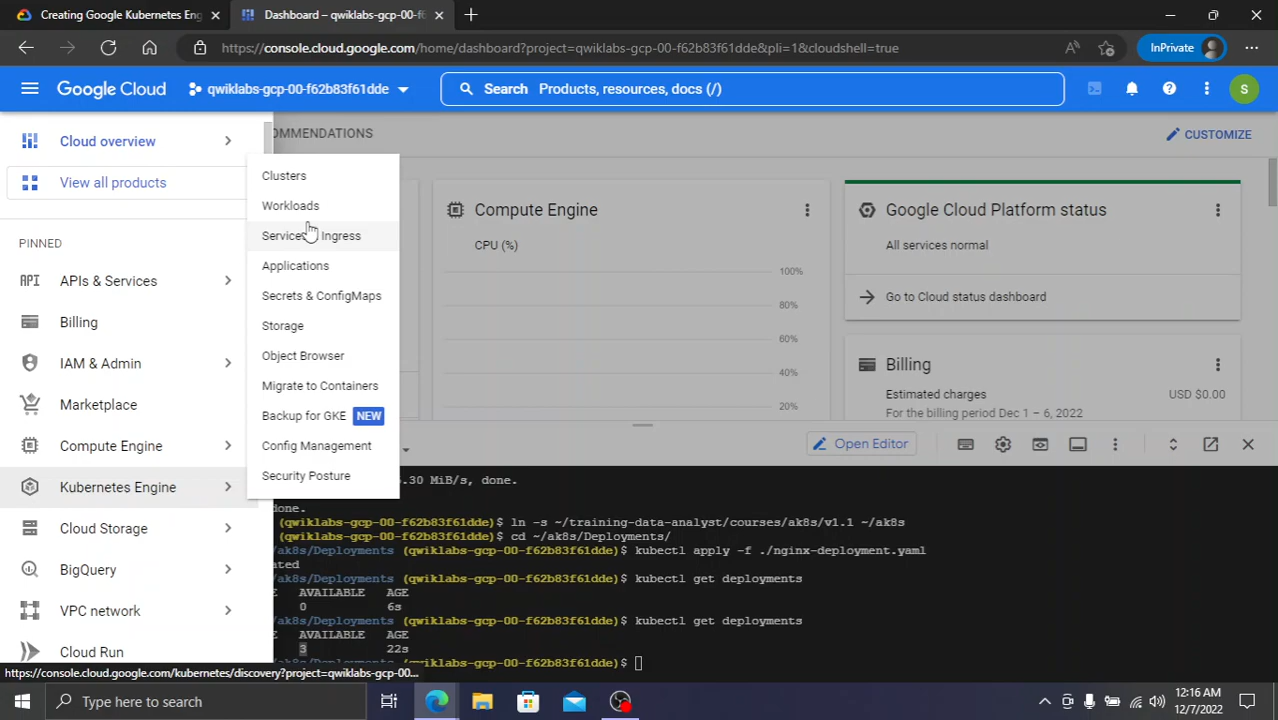 Creating Google Kubernetes Eng
Dashboard – qwiklabs-gcp-00-f6
https://console.cloud.google.com/home/dashboard?project=qwiklabs-gcp-00-f62b83f61dde&pli=1&cloudshell=true
InPrivate
Google Cloud
qwiklabs-gcp-00-f62b83f61dde
Search Products, resources, docs (/)
S
Cloud overview
OMMENDATIONS
CUSTOMIZE
View all products
Clusters
Workloads
Services Ingress
Applications
Secrets & ConfigMaps
Storage
Object Browser
Migrate to Containers
Backup for GKE NEW
Config Management
Security Posture
PINNED
API APIs & Services
Billing
IAM & Admin
Marketplace
Compute Engine
Kubernetes Engine
Cloud Storage
BigQuery
VPC network
Cloud Run
Compute Engine
CPU (%)
100%
80%
60%
40%
20%
Google Cloud Platform status
All services normal
Go to Cloud status dashboard
Billing
Estimated charges USD $0.00
For the billing period Dec 1 – 6, 2022
Open Editor
.30 MiB/s, done.
done.
(qwiklabs-gcp-00-f62b83f61dde)$ ln -s ~/training-data-analyst/courses/ak8s/v1.1 ~/ak8s
(qwiklabs-gcp-00-f62b83f61dde)$ cd ~/ak8s/Deployments/
/ak8s/Deployments (qwiklabs-gcp-00-f62b83f61dde)$ kubectl apply -f ./nginx-deployment.yaml
ated
/ak8s/Deployments (qwiklabs-gcp-00-f62b83f61dde)$ kubectl get deployments
E AVAILABLE AGE
0 6s
/ak8s/Deployments (qwiklabs-gcp-00-f62b83f61dde)$ kubectl get deployments
E AVAILABLE AGE
3 22s
/ak8s/Deployments (qwiklabs-gcp-00-f62b83f61dde)$
https://console.cloud.google.com/kubernetes/discovery?project=qwiklabs-gcp-00...
Type here to search
12:16 AM
12/7/2022